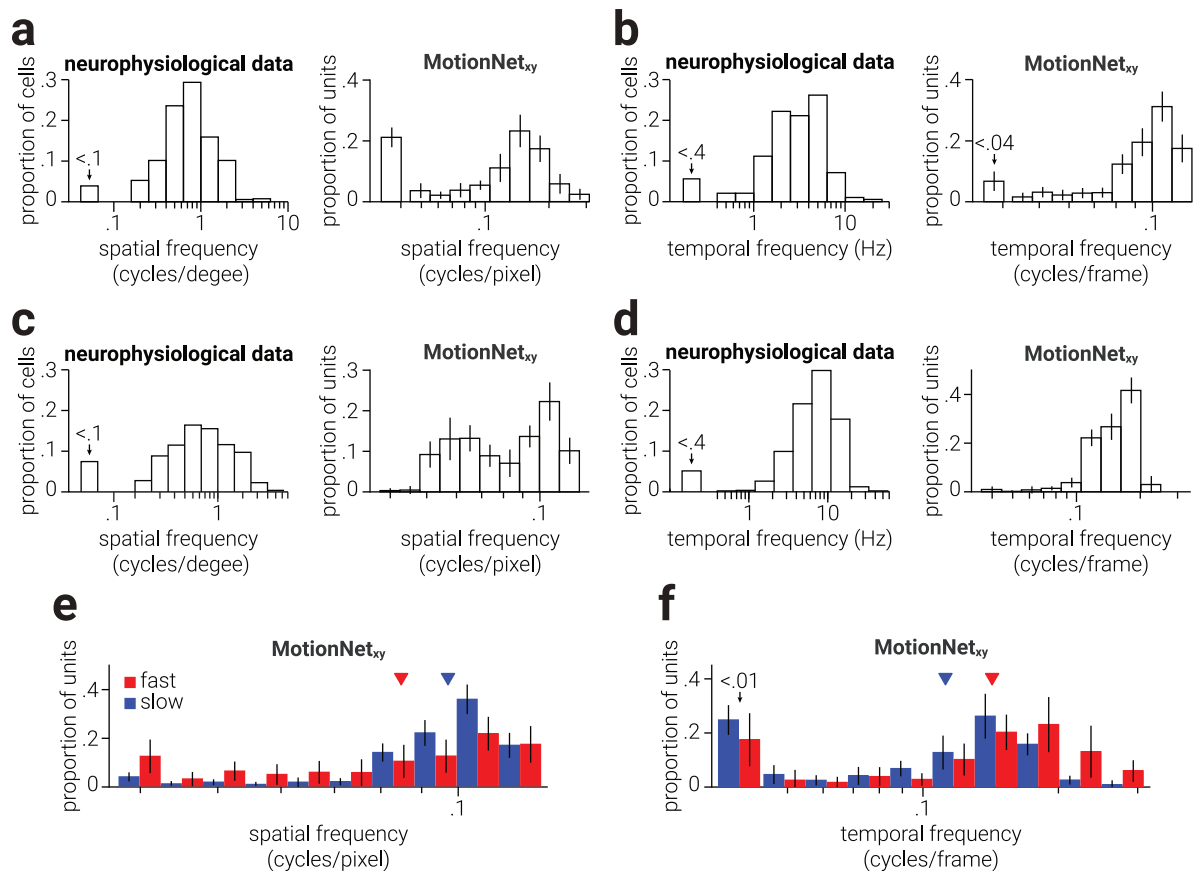 a
neurophysiological data
proportion of cells
.3
.2
.1
0
<.1
.1
1
10
spatial frequency
(cycles/degee)
MotionNetxy
proportion of units
.4
.2
0
.1
spatial frequency
(cycles/pixel)
b
neurophysiological data
proportion of cells
.3
.2
.1
0
<.4
1
10
temporal frequency (Hz)
MotionNetxy
proportion of units
.4
.2
0
<.04
.1
temporal frequency
(cycles/frame)
c
neurophysiological data
proportion of cells
.3
.2
.1
0
<.1
.1
1
spatial frequency
(cycles/degee)
MotionNetxy
proportion of units
.3
.2
.1
0
.1
spatial frequency
(cycles/pixel)
d
neurophysiological data
proportion of cells
.3
.2
.1
0
<.4
1
10
temporal frequency (Hz)
MotionNetxy
proportion of units
.4
.2
0
.1
temporal frequency
(cycles/frame)
e
MotionNetxy
proportion of units
.4
.2
0
fast
slow
.1
spatial frequency
(cycles/pixel)
f
MotionNetxy
proportion of units
.4
.2
0
<.01
.1
temporal frequency
(cycles/frame)